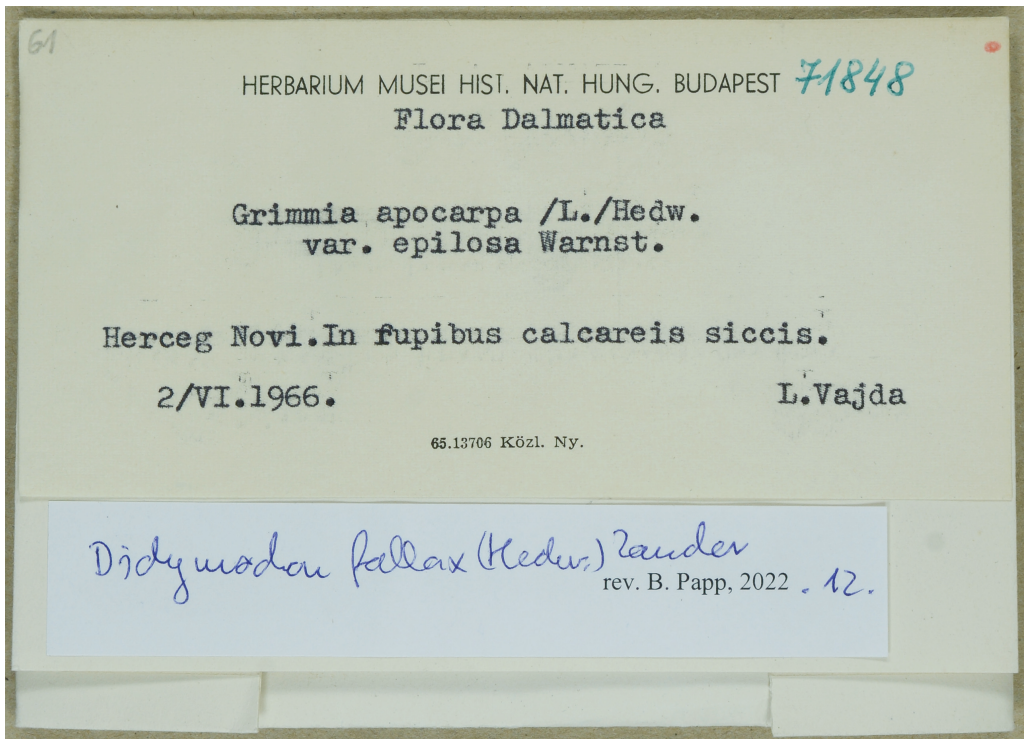 61
HERBARIUM MUSEI HIST. NAT. HUNG. BUDAPEST 71848
Flora Dalmatica
Grimmia apocarpa /L./Hedw.
var. epilosa Warnst.
Herceg Novi.In rupibus calcareis siccis.
2/VI.1966. L.Vajda
65.13706 Közl. Ny.
Didymodon fallax (Hedw.) Zander
rev. B. Papp, 2022 .12.